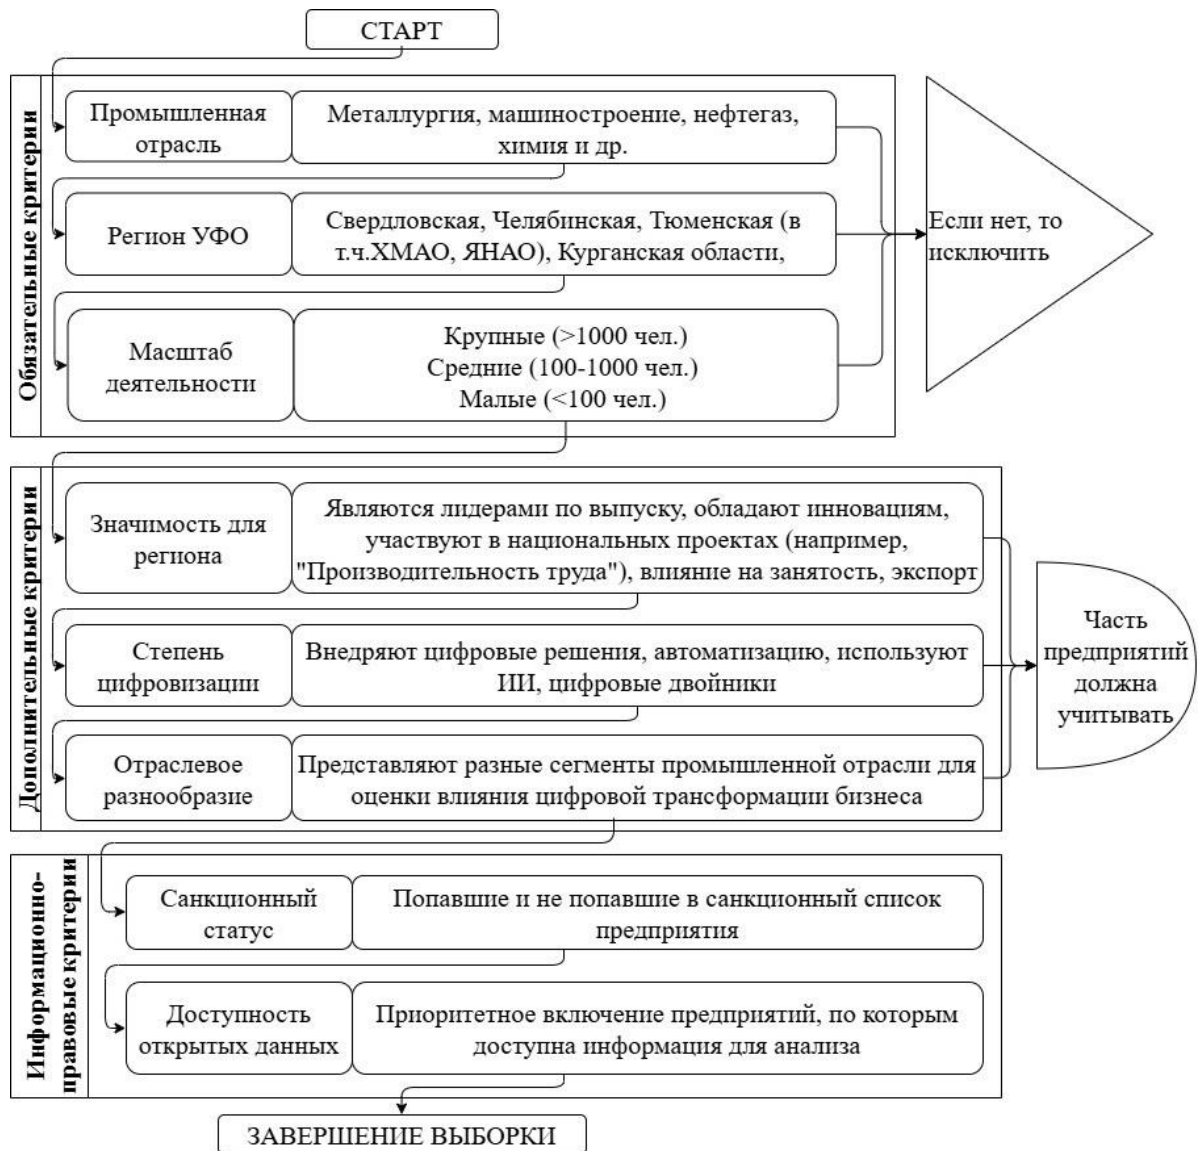 СТАРТ
Обязательные критерии
Промышленная
отрасль
Металлургия, машиностроение, нефтегаз,
химия и др.
Регион УФО
Свердловская, Челябинская, Тюменская (в
т.ч.ХМАО, ЯНАО), Курганская области,
Масштаб
деятельности
Крупные (>1000 чел.)
Средние (100-1000 чел.)
Малые (<100 чел.)
Если нет, то
исключить
Дополнительные критерии
Значимость для
региона
Являются лидерами по выпуску, обладают инновациям,
участвуют в национальных проектах (например,
"Производительность труда"), влияние на занятость, экспорт
Степень
цифровизации
Внедряют цифровые решения, автоматизацию, используют
ИИ, цифровые двойники
Отраслевое
разнообразие
Представляют разные сегменты промышленной отрасли для
оценки влияния цифровой трансформации бизнеса
Часть
предприятий
должна
учитывать
Информационно-
правовые критерии
Санкционный
статус
Попавшие и не попавшие в санкционный список
предприятия
Доступность
открытых данных
Приоритетное включение предприятий, по которым
доступна информация для анализа
ЗАВЕРШЕНИЕ ВЫБОРКИ